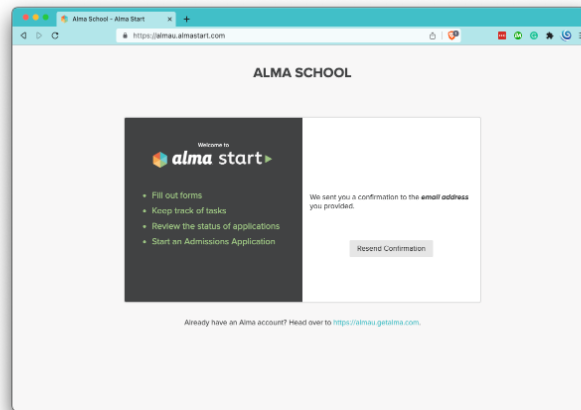 Alma School - Alma Start
https://almau.almastart.com
ALMA SCHOOL
Welcome to
alma start
Fill out forms
Keep track of tasks
Review the status of applications
Start an Admissions Application
We sent you a confirmation to the email address
you provided.
Resend Confirmation
Already have an Alma account? Head over to https://almau.getalma.com.